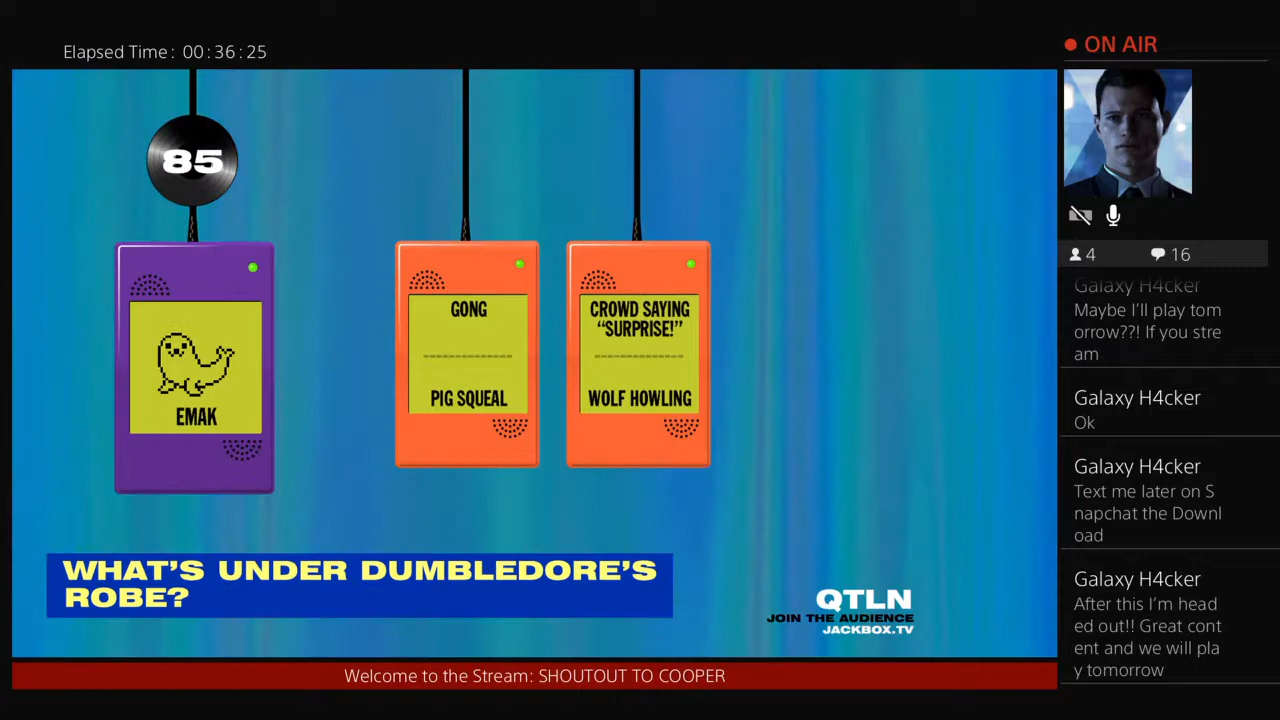 Elapsed Time: 00:36:25
ON AIR
85
EMAK
GONG
PIG SQUEAL
CROWD SAYING
“SURPRISE!”
WOLF HOWLING
WHAT'S UNDER DUMBLEDORE'S
ROBE?
QTLN
JOIN THE AUDIENCE
JACKBOX.TV
Welcome to the Stream: SHOUTOUT TO COOPER
4
16
Galaxy H4cker
Maybe I'll play tom
orrow??! If you stre
am
Galaxy H4cker
Ok
Galaxy H4cker
Text me later on S
napchat the Downl
oad
Galaxy H4cker
After this I'm head
ed out!! Great cont
ent and we will pla
y tomorrow